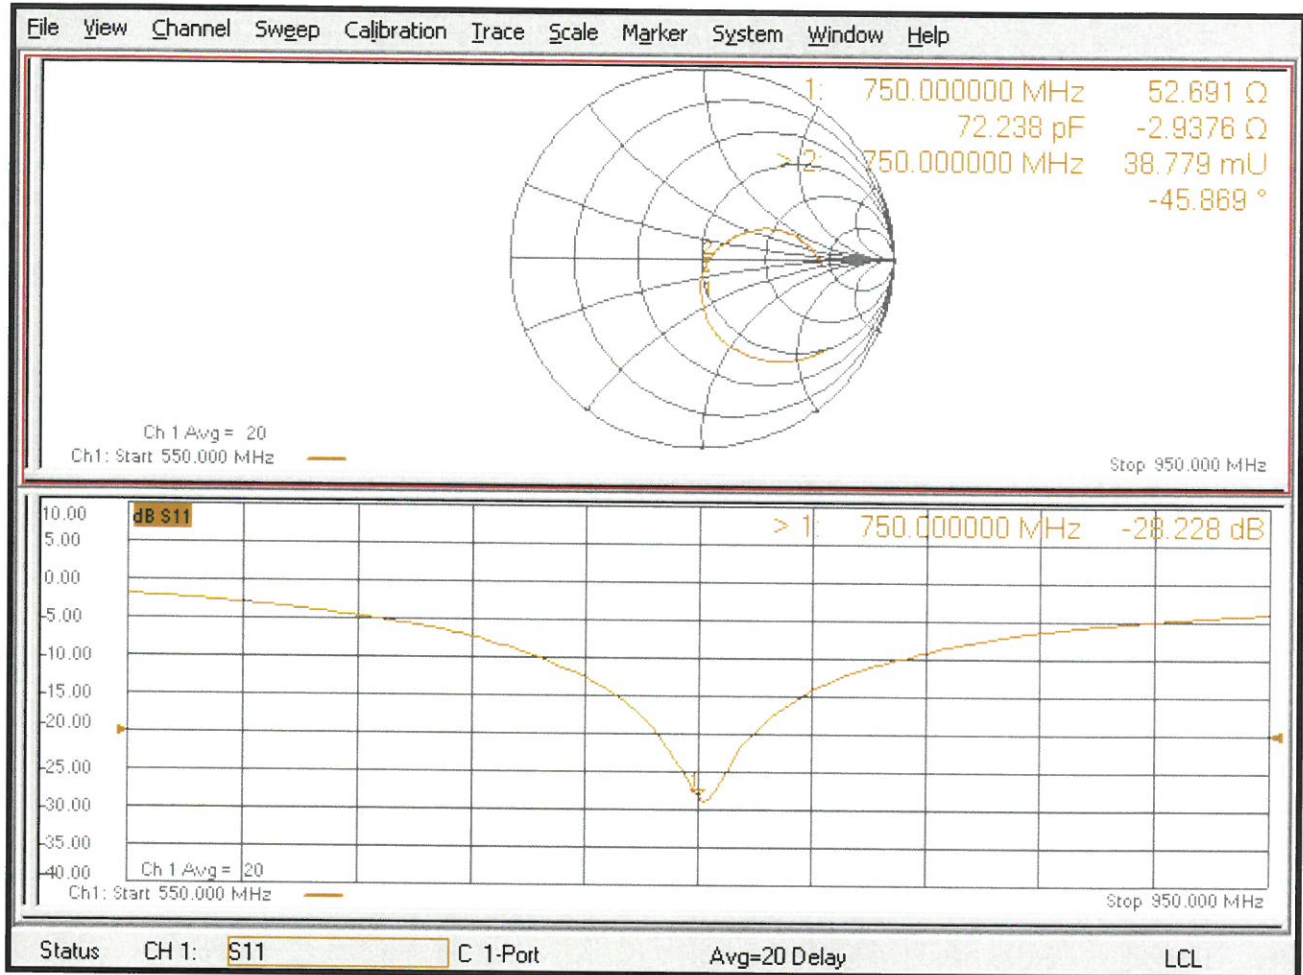 File View Channel Sweep Calibration Trace Scale Marker System Window Help
1: 750.000000 MHz 52.691 Ω
72.238 pF -2.9376 Ω
> 2: 750.000000 MHz 38.779 mU
-45.869 °
Ch 1 Avg = 20
Ch1: Start 550.000 MHz
Stop 950.000 MHz
10.00
dB S11
> 1: 750.000000 MHz -28.228 dB
5.00
0.00
-5.00
-10.00
-15.00
-20.00
-25.00
1
-30.00
-35.00
-40.00
Ch 1 Avg = 20
Ch1: Start 550.000 MHz
Stop 950.000 MHz
Status CH 1: S11 C 1-Port Avg=20 Delay LCL